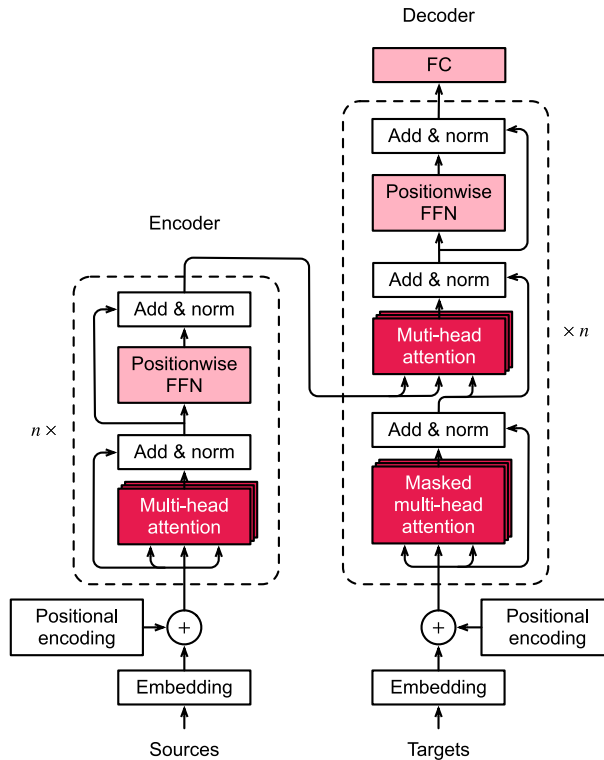 Decoder
FC
Add & norm
Positionwise
FFN
Add & norm
Muti-head
attention
× n
Add & norm
Masked
multi-head
attention
Positional
encoding
+
Embedding
Targets
Encoder
Add & norm
Positionwise
FFN
n ×
Add & norm
Multi-head
attention
Positional
encoding
+
Embedding
Sources